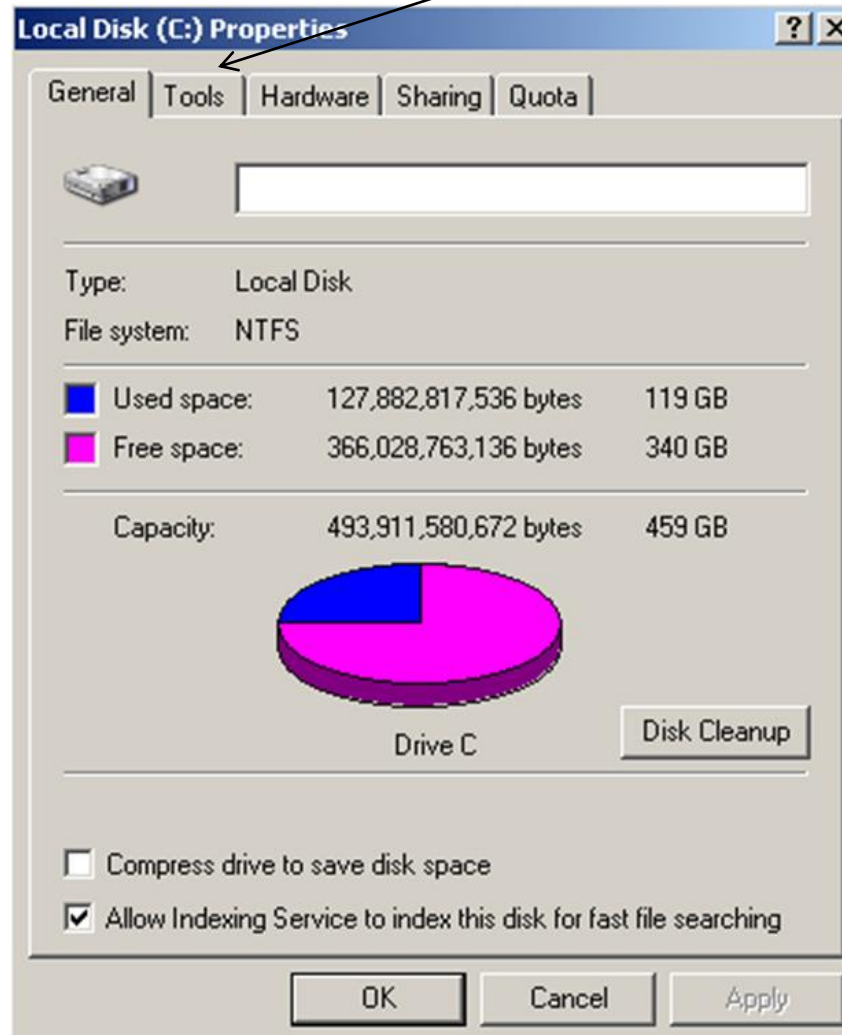 Local Disk (C:) Properties ? X
General Tools Hardware Sharing Quota
Type: Local Disk
File system: NTFS
Used space: 127,882,817,536 bytes 119 GB
Free space: 366,028,763,136 bytes 340 GB
Capacity: 493,911,580,672 bytes 459 GB
Drive C
Disk Cleanup
Compress drive to save disk space
Allow Indexing Service to index this disk for fast file searching
OK Cancel Apply